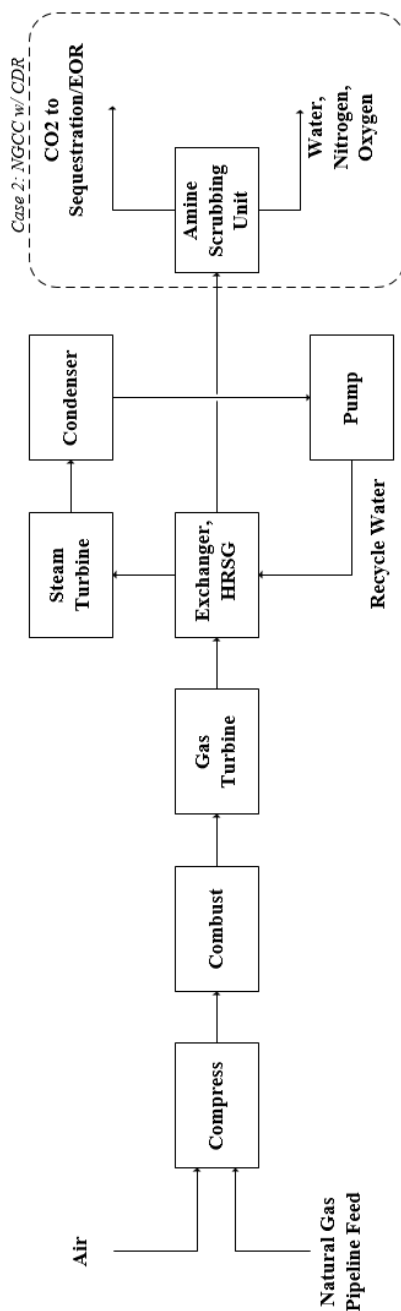 Case 2: NGCC w/ CDR
CO2 to
Sequestration/EOR
Amine
Scrubbing
Unit
Water,
Nitrogen,
Oxygen
Condenser
Pump
Steam
Turbine
Exchanger,
HRSG
Recycle Water
Gas
Turbine
Combust
Compress
Air
Natural Gas
Pipeline Feed